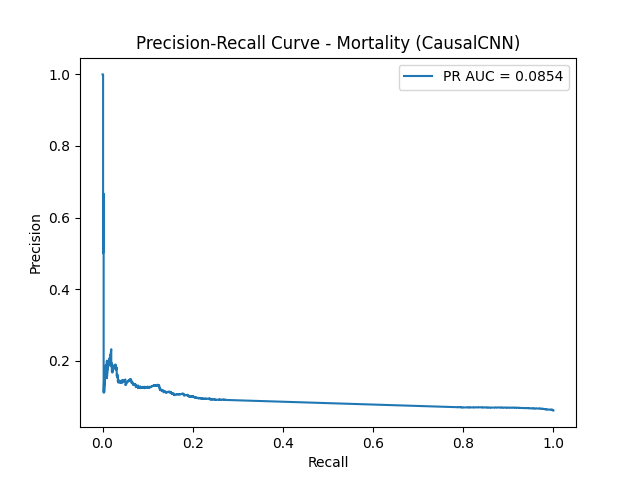 Precision-Recall Curve - Mortality (CausalCNN)
PR AUC = 0.0854
1.0
0.8
0.6
0.4
0.2
Precision
0.0 0.2 0.4 0.6 0.8 1.0
Recall